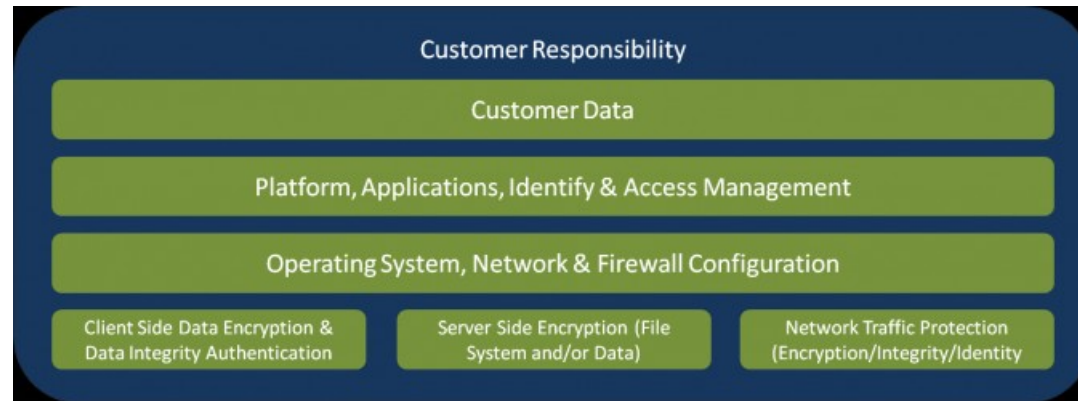 Customer Responsibility
Customer Data
Platform, Applications, Identify & Access Management
Operating System, Network & Firewall Configuration
Client Side Data Encryption &
Data Integrity Authentication
Server Side Encryption (File
System and/or Data)
Network Traffic Protection
(Encryption/Integrity/Identity